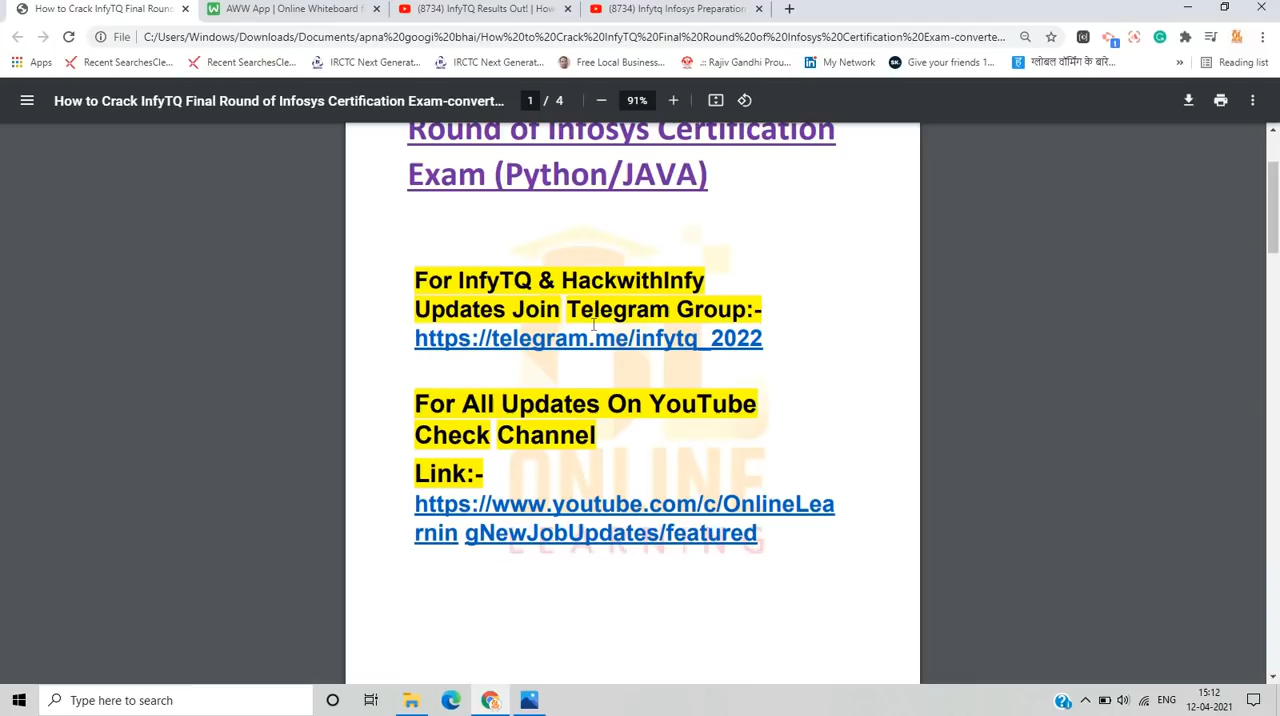 How to Crack InfyTQ Final Round
AWW App | Online Whiteboard f
(8734) InfyTQ Results Out! | How
(8734) Infytq Infosys Preparation
File
C:/Users/Windows/Downloads/Documents/apna%20googi%20bhai/How%20to%20Crack%20InfyTQ%20Final%20Round%20of%20Infosys%20Certification%20Exam-converte...
Apps
Recent SearchesCle...
Recent SearchesCle...
IRCTC Next Generat...
IRCTC Next Generat...
Free Local Business...
.:: Rajiv Gandhi Prou...
My Network
Give your friends 1...
ग्लोबल वॉर्मिंग के बारे...
»
Reading list
How to Crack InfyTQ Final Round of Infosys Certification Exam-convert...
1 / 4
91%
Round of Infosys Certification
Exam (Python/JAVA)
For InfyTQ & HackwithInfy
Updates Join Telegram Group:-
https://telegram.me/infytq_2022
For All Updates On YouTube
Check Channel
Link:-
https://www.youtube.com/c/OnlineLea
rnin gNewJobUpdates/featured
ONLINE
LEARNING
Type here to search
ENG
15:12
12-04-2021